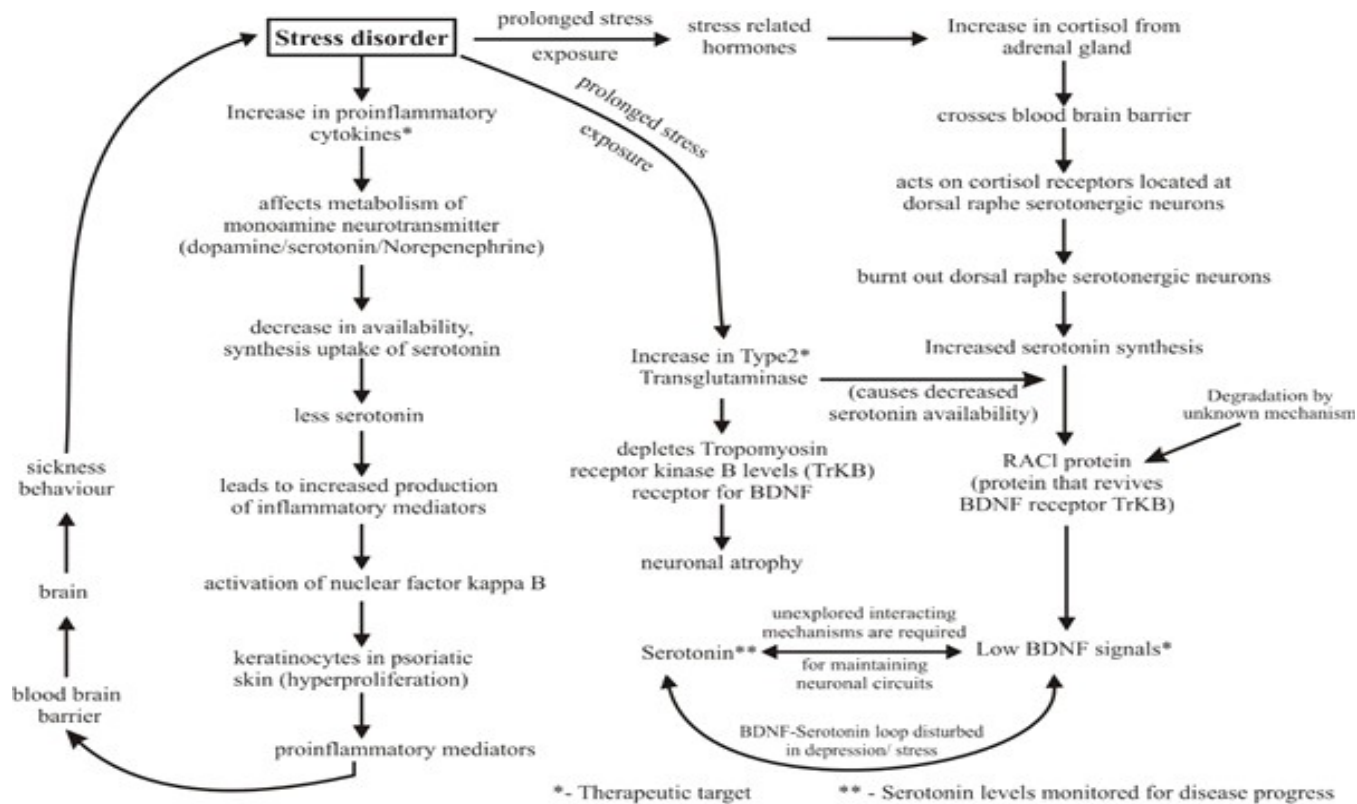 Stress disorder
prolonged stress
exposure
stress related
hormones
Increase in cortisol from
adrenal gland
crosses blood brain barrier
acts on cortisol receptors located at
dorsal raphe serotonergic neurons
burnt out dorsal raphe serotonergic neurons
Increased serotonin synthesis
Degradation by
unknown mechanism
RACl protein
(protein that revives
BDNF receptor TrKB)
Low BDNF signals*
prolonged stress
exposure
Increase in Type2*
Transglutaminase
(causes decreased
serotonin availability)
depletes Tropomyosin
receptor kinase B levels (TrKB)
receptor for BDNF
neuronal atrophy
unexplored interacting
mechanisms are required
for maintaining
neuronal circuits
Serotonin**
BDNF-Serotonin loop disturbed
in depression/ stress
Increase in proinflammatory
cytokines*
affects metabolism of
monoamine neurotransmitter
(dopamine/serotonin/Norepenephrine)
decrease in availability,
synthesis uptake of serotonin
less serotonin
leads to increased production
of inflammatory mediators
activation of nuclear factor kappa B
keratinocytes in psoriatic
skin (hyperproliferation)
proinflammatory mediators
blood brain
barrier
brain
sickness
behaviour
*- Therapeutic target
** - Serotonin levels monitored for disease progress